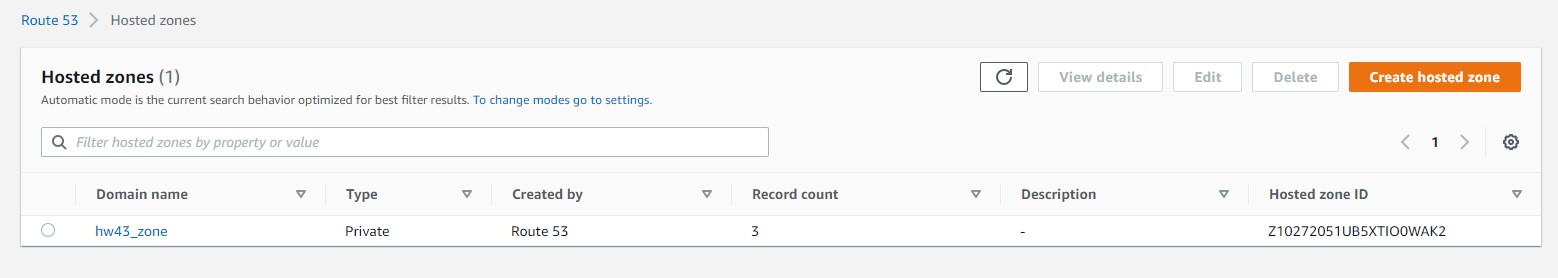 Route 53 > Hosted zones
Hosted zones (1)
View details Edit Delete Create hosted zone
Automatic mode is the current search behavior optimized for best filter results. To change modes go to settings.
Filter hosted zones by property or value
1
Domain name Type Created by Record count Description Hosted zone ID
hw43_zone Private Route 53 3 - Z10272051UB5XTIO0WAK2